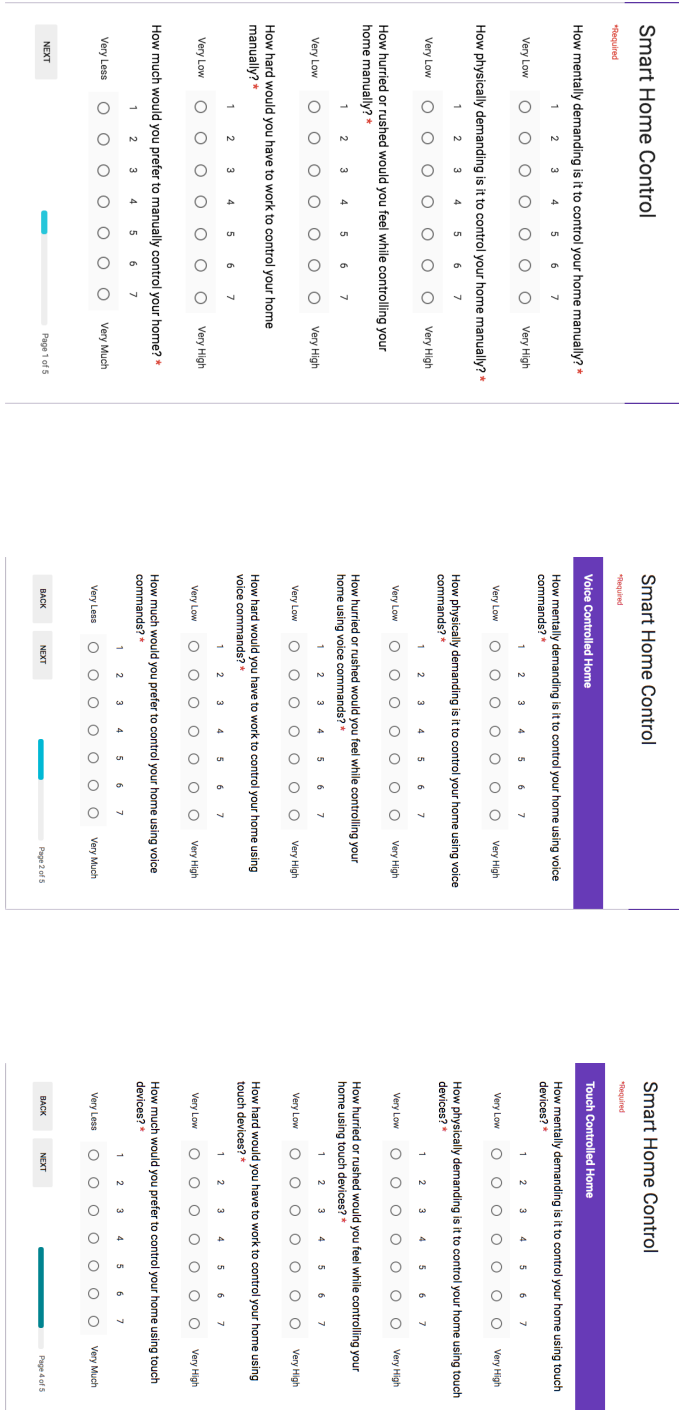 Smart Home Control
*Required
How mentally demanding is it to control your home manually? *
1 2 3 4 5 6 7
Very Low Very High
How physically demanding is it to control your home manually? *
1 2 3 4 5 6 7
Very Low Very High
How hurried or rushed would you feel while controlling your
home manually? *
1 2 3 4 5 6 7
Very Low Very High
How hard would you have to work to control your home
manually? *
1 2 3 4 5 6 7
Very Low Very High
How much would you prefer to manually control your home? *
1 2 3 4 5 6 7
Very Less Very Much
NEXT Page 1 of 5
Smart Home Control
*Required
Voice Controlled Home
How mentally demanding is it to control your home using voice
commands? *
1 2 3 4 5 6 7
Very Low Very High
How physically demanding is it to control your home using voice
commands? *
1 2 3 4 5 6 7
Very Low Very High
How hurried or rushed would you feel while controlling your
home using voice commands? *
1 2 3 4 5 6 7
Very Low Very High
How hard would you have to work to control your home using
voice commands? *
1 2 3 4 5 6 7
Very Low Very High
How much would you prefer to control your home using voice
commands? *
1 2 3 4 5 6 7
Very Less Very Much
BACK NEXT Page 2 of 5
Smart Home Control
*Required
Touch Controlled Home
How mentally demanding is it to control your home using touch
devices? *
1 2 3 4 5 6 7
Very Low Very High
How physically demanding is it to control your home using touch
devices? *
1 2 3 4 5 6 7
Very Low Very High
How hurried or rushed would you feel while controlling your
home using touch devices? *
1 2 3 4 5 6 7
Very Low Very High
How hard would you have to work to control your home using
touch devices? *
1 2 3 4 5 6 7
Very Low Very High
How much would you prefer to control your home using touch
devices? *
1 2 3 4 5 6 7
Very Less Very Much
BACK NEXT Page 4 of 5